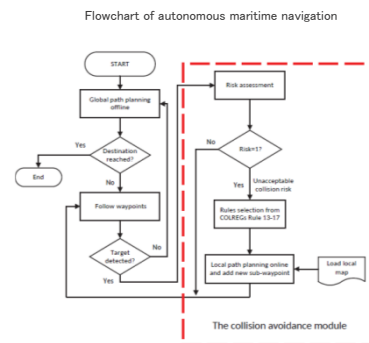 Flowchart of autonomous maritime navigation
START
Global path planning
offline
Yes
Destination
reached?
End
No
Follow waypoints
Target
detected?
No
Yes
Risk assessment
No
Risk=1?
Yes
Unacceptable
collision risk
Rules selection from
COLREGs Rule 13-17
Local path planning online
and add new sub-waypoint
Load local
map
The collision avoidance module